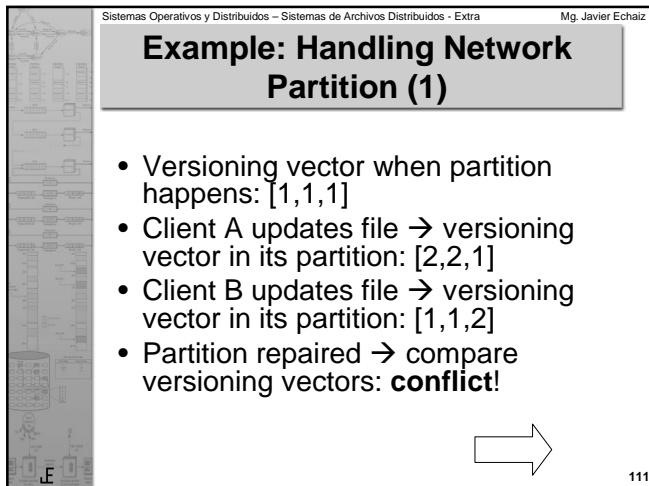 Sistemas Operativos y Distribuidos – Sistemas de Archivos Distribuidos - Extra Mg. Javier Echaiz
Example: Handling Network
Partition (1)
• Versioning vector when partition
happens: [1,1,1]
• Client A updates file → versioning
vector in its partition: [2,2,1]
• Client B updates file → versioning
vector in its partition: [1,1,2]
• Partition repaired → compare
versioning vectors: conflict!
JE
111